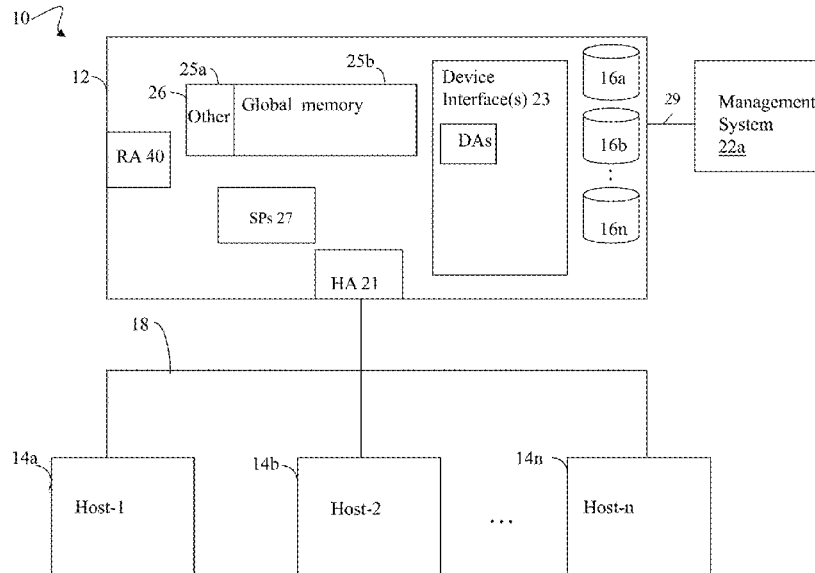 10
12
25a
25b
26
Other
Global memory
Device
Interface(s) 23
DAs
16a
16b
⋮
16n
29
Management
System
22a
RA 40
SPs 27
HA 21
18
14a
Host-1
14b
Host-2
...
14n
Host-n